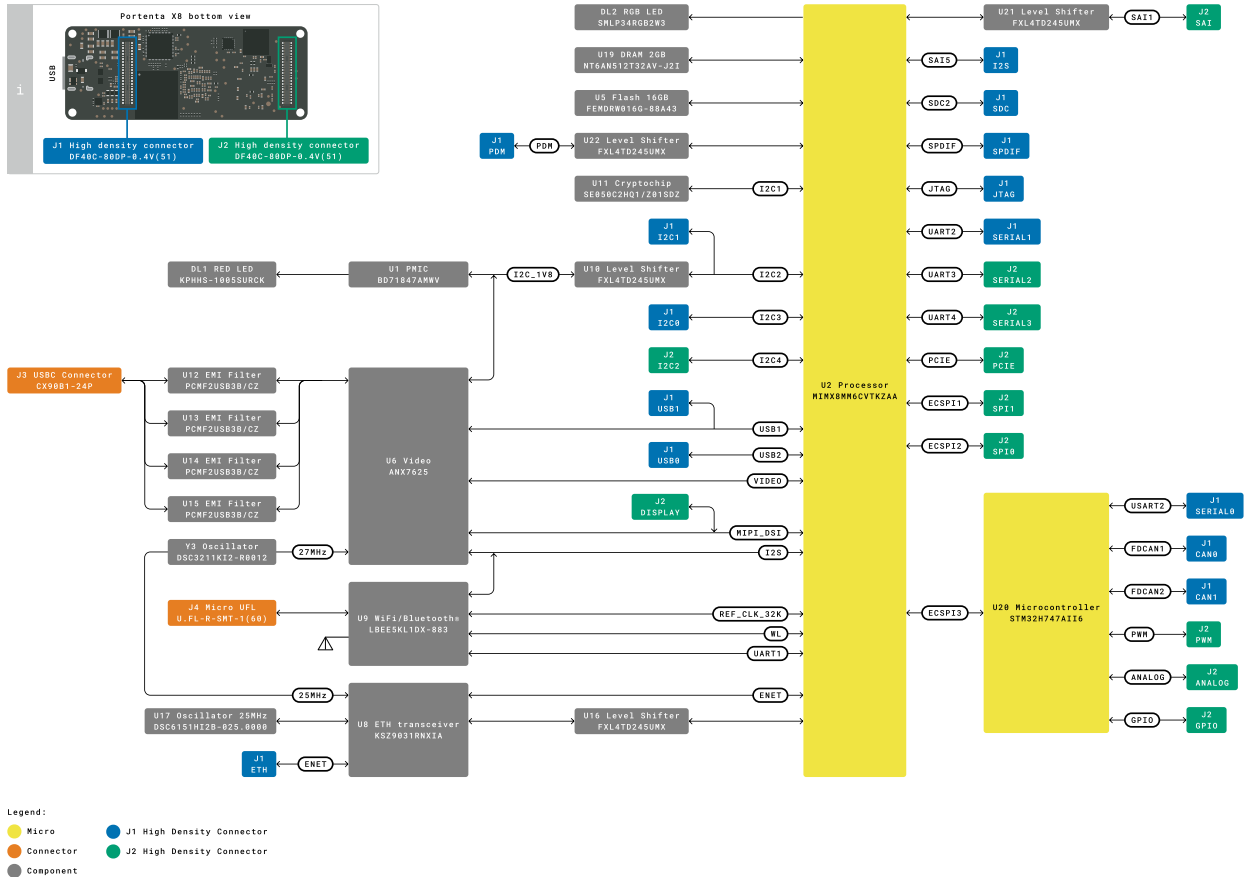 Portenta X8 bottom view
i
USB
J1 High density connector
DF40C-80DP-0.4V(51)
J2 High density connector
DF40C-80DP-0.4V(51)
DL2 RGB LED
SMLP34RGB2W3
U19 DRAM 2GB
NT6AN512T32AV-J2I
U5 Flash 16GB
FEMDRW016G-88A43
J1
PDM
PDM
U22 Level Shifter
FXL4TD245UMX
U11 Cryptochip
SE050C2HQ1/Z01SDZ
I2C1
J1
I2C1
DL1 RED LED
KPHHS-1005SURCK
U1 PMIC
BD71847AMWV
I2C_1V8
U10 Level Shifter
FXL4TD245UMX
I2C2
J1
I2C0
I2C3
J2
I2C2
I2C4
J3 USBC Connector
CX90B1-24P
U12 EMI Filter
PCMF2USB3B/CZ
U13 EMI Filter
PCMF2USB3B/CZ
U14 EMI Filter
PCMF2USB3B/CZ
U15 EMI Filter
PCMF2USB3B/CZ
U6 Video
ANX7625
J1
USB1
USB1
J1
USB0
USB2
VIDEO
J2
DISPLAY
MIPI_DSI
I2S
Y3 Oscillator
DSC3211KI2-R0012
27MHz
J4 Micro UFL
U.FL-R-SMT-1(60)
U9 WiFi/Bluetooth®
LBEE5KL1DX-883
REF_CLK_32K
WL
UART1
25MHz
U17 Oscillator 25MHz
DSC6151HI2B-025.0000
U8 ETH transceiver
KSZ9031RNXIA
ENET
U16 Level Shifter
FXL4TD245UMX
J1
ETH
ENET
U2 Processor
MIMX8MM6CVTKZAA
U21 Level Shifter
FXL4TD245UMX
SAI1
J2
SAI
SAI5
J1
I2S
SDC2
J1
SDC
SPDIF
J1
SPDIF
JTAG
J1
JTAG
UART2
J1
SERIAL1
UART3
J2
SERIAL2
UART4
J2
SERIAL3
PCIE
J2
PCIE
ECSPI1
J2
SPI1
ECSPI2
J2
SPI0
ECSPI3
U20 Microcontroller
STM32H747AII6
USART2
J1
SERIAL0
FDCAN1
J1
CAN0
FDCAN2
J1
CAN1
PWM
J2
PWM
ANALOG
J2
ANALOG
GPIO
J2
GPIO
Legend:
Micro
Connector
Component
J1 High Density Connector
J2 High Density Connector